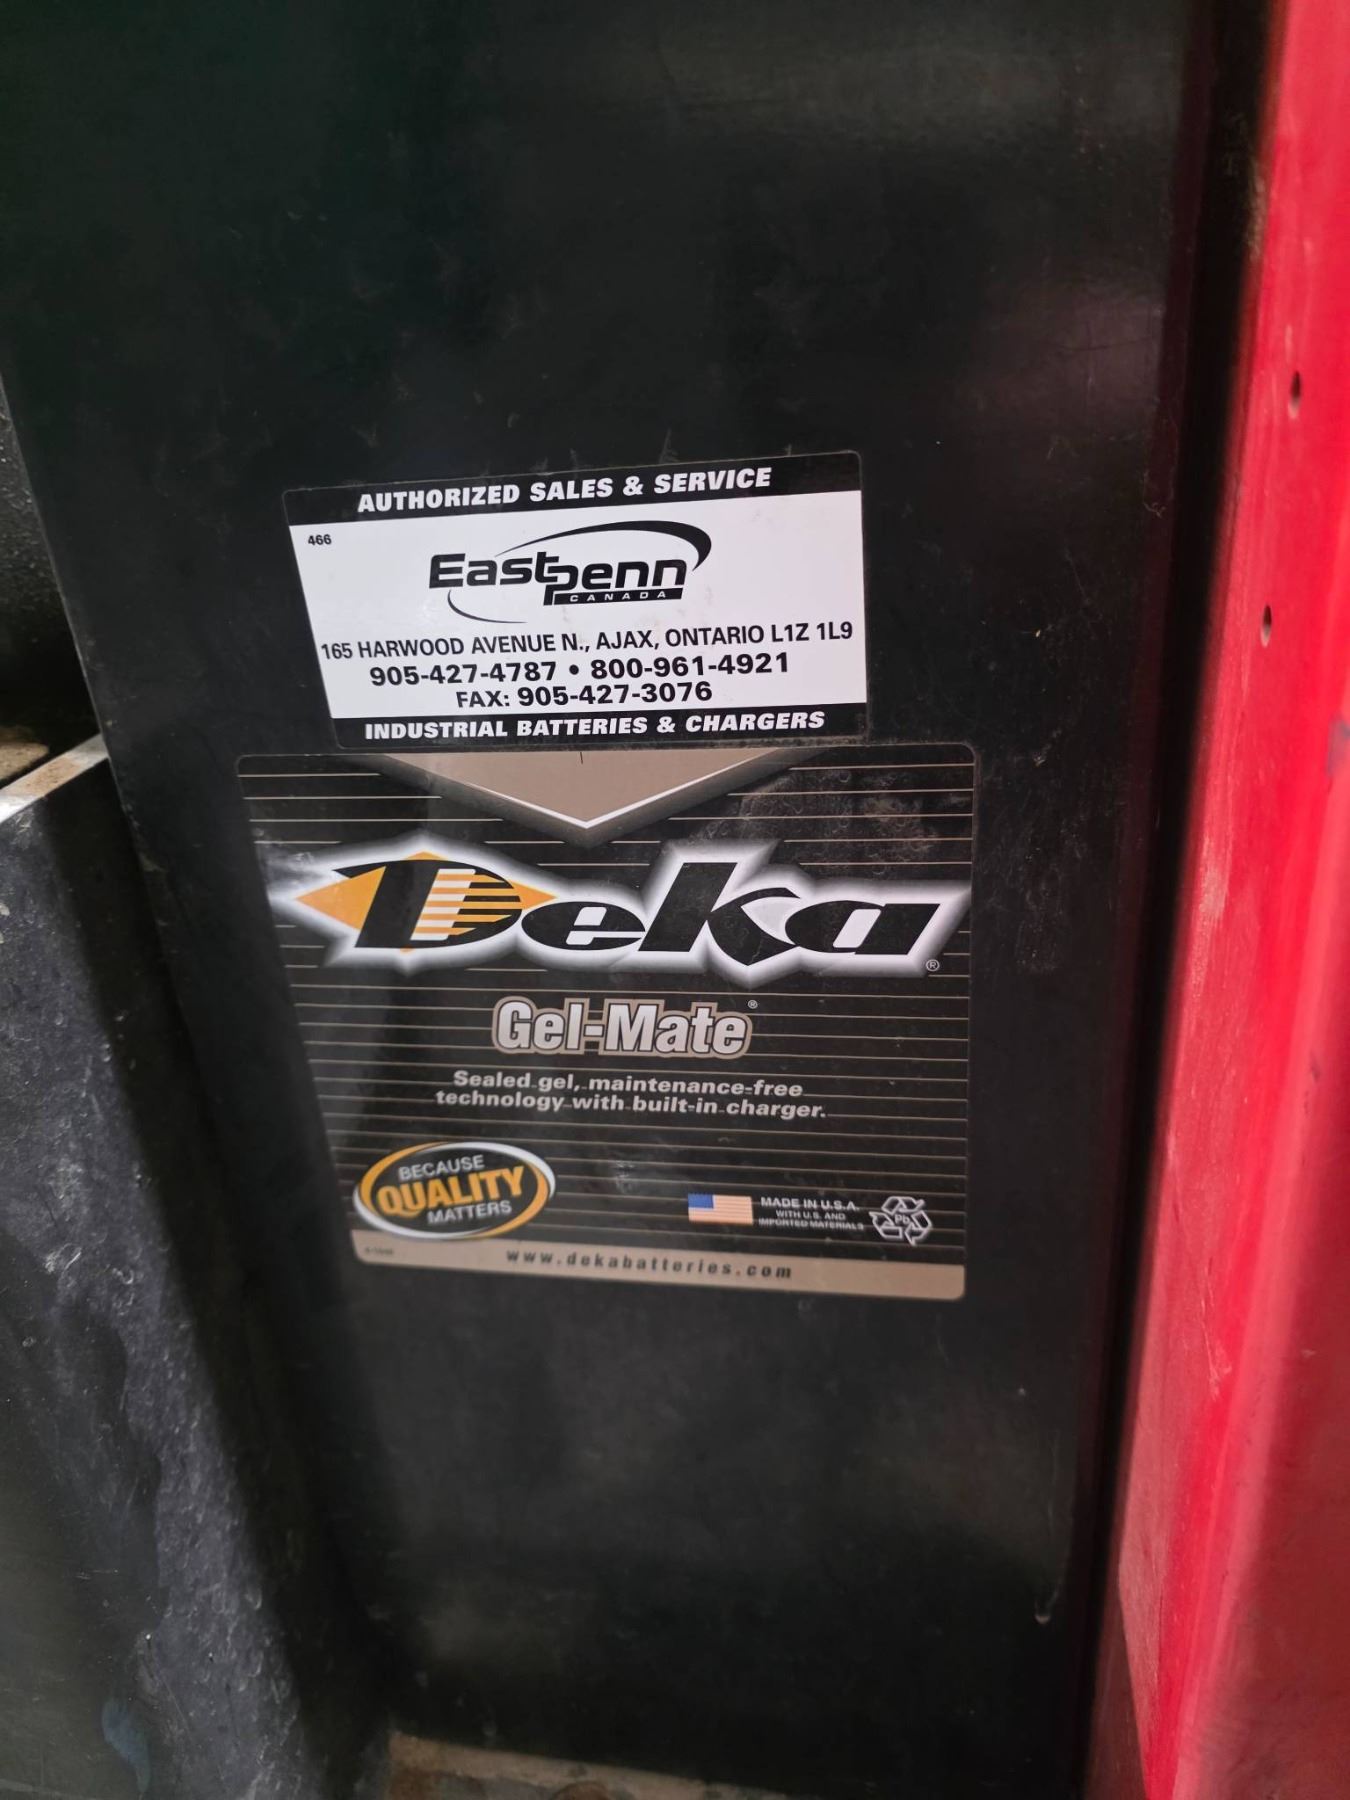 AUTHORIZED SALES & SERVICE
466
Eastpenn
CANADA
165 HARWOOD AVENUE N., AJAX, ONTARIO L1Z 1L9
905-427-4787 • 800-961-4921
FAX: 905-427-3076
INDUSTRIAL BATTERIES & CHARGERS
Deka®
Gel-Mate®
Sealed gel, maintenance-free
technology with built-in charger.
BECAUSE
QUALITY
MATTERS
MADE IN U.S.A.
WITH U.S. AND
IMPORTED MATERIALS
Pb
www.dekabatteries.com